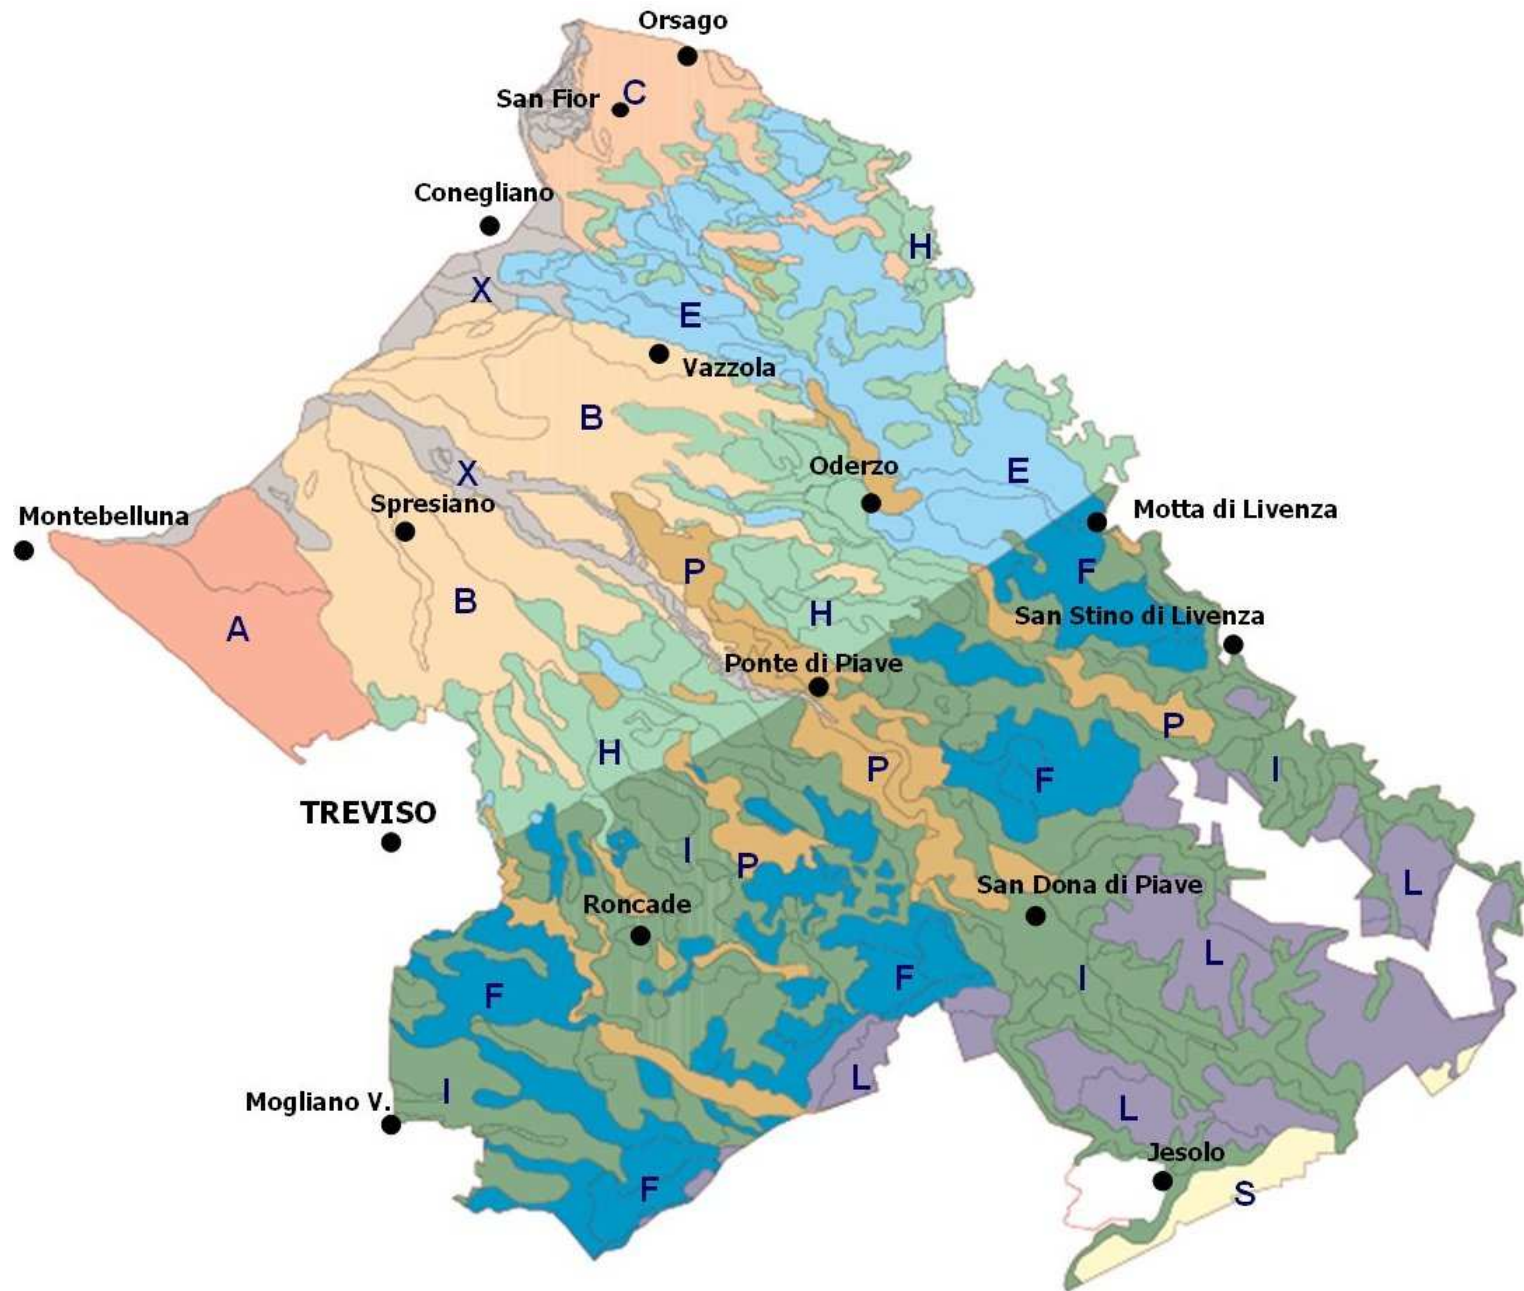 Orsago
C
San Fior
Conegliano
H
X
E
Vazzola
B
Oderzo
X
E
Spresiano
Montebelluna
Motta di Livenza
P
F
B
H
San Stino di Livenza
A
Ponte di Piave
P
H
P
I
F
TREVISO
I
P
San Dona di Piave
L
Roncade
L
F
F
I
L
I
L
Mogliano V.
Jesolo
F
S